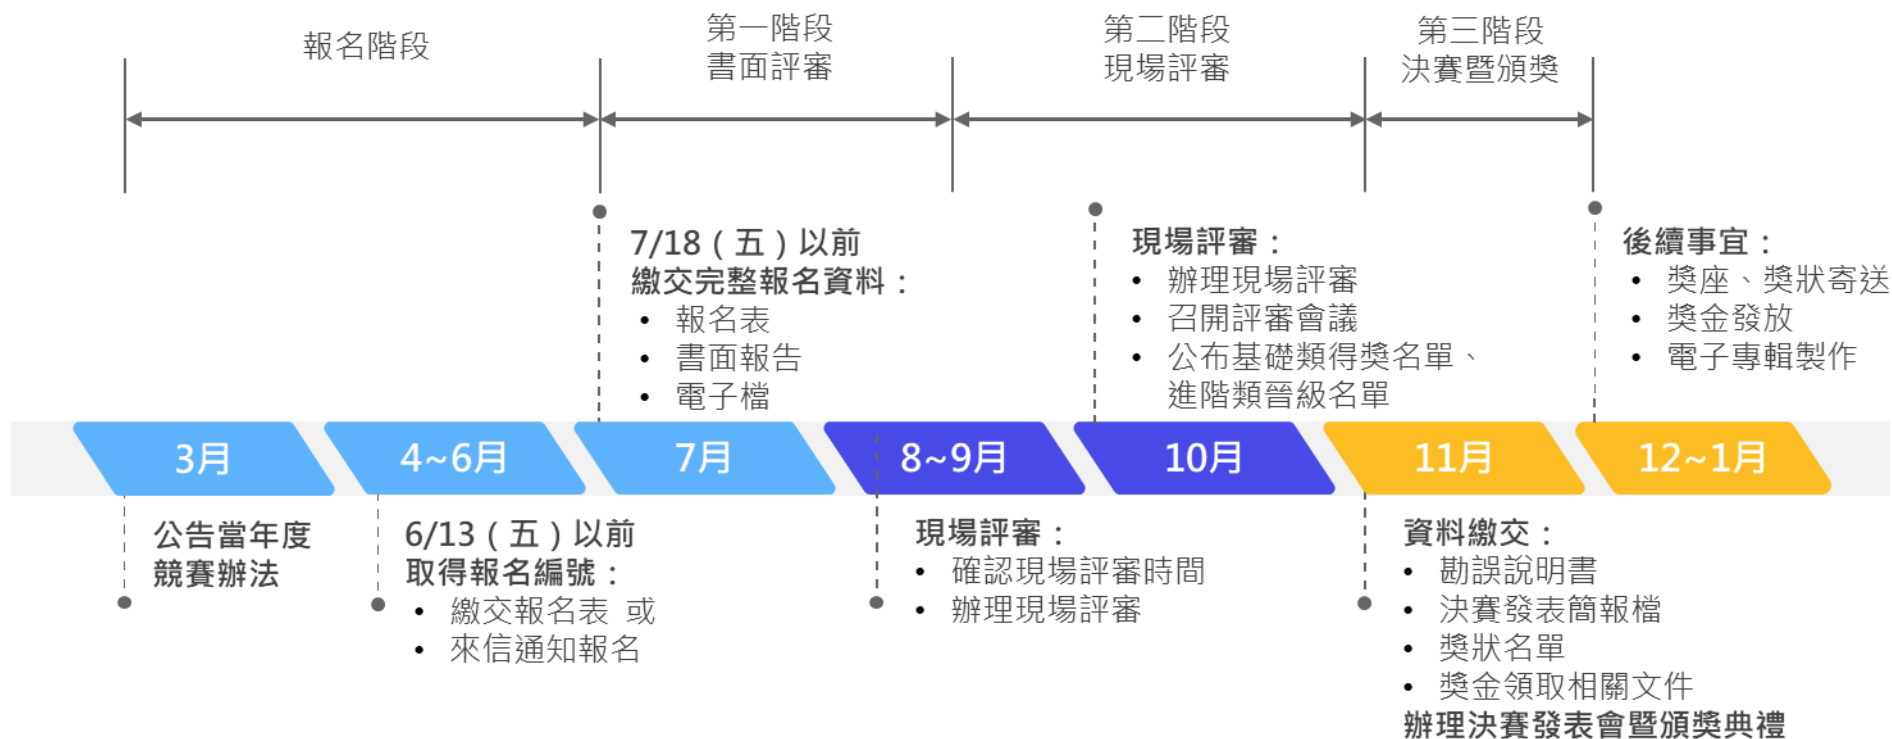 報名階段
第一階段
書面評審
第二階段
現場評審
第三階段
決賽暨頒獎
7/18（五）以前
繳交完整報名資料：
• 報名表
• 書面報告
• 電子檔
現場評審：
• 辦理現場評審
• 召開評審會議
• 公布基礎類得獎名單、
進階類晉級名單
後續事宜：
• 獎座、獎狀寄送
• 獎金發放
• 電子專輯製作
3月
4~6月
7月
8~9月
10月
11月
12~1月
公告當年度
競賽辦法
6/13（五）以前
取得報名編號：
• 繳交報名表 或
• 來信通知報名
現場評審：
• 確認現場評審時間
• 辦理現場評審
資料繳交：
• 勘誤說明書
• 決賽發表簡報檔
• 獎狀名單
• 獎金領取相關文件
辦理決賽發表會暨頒獎典禮